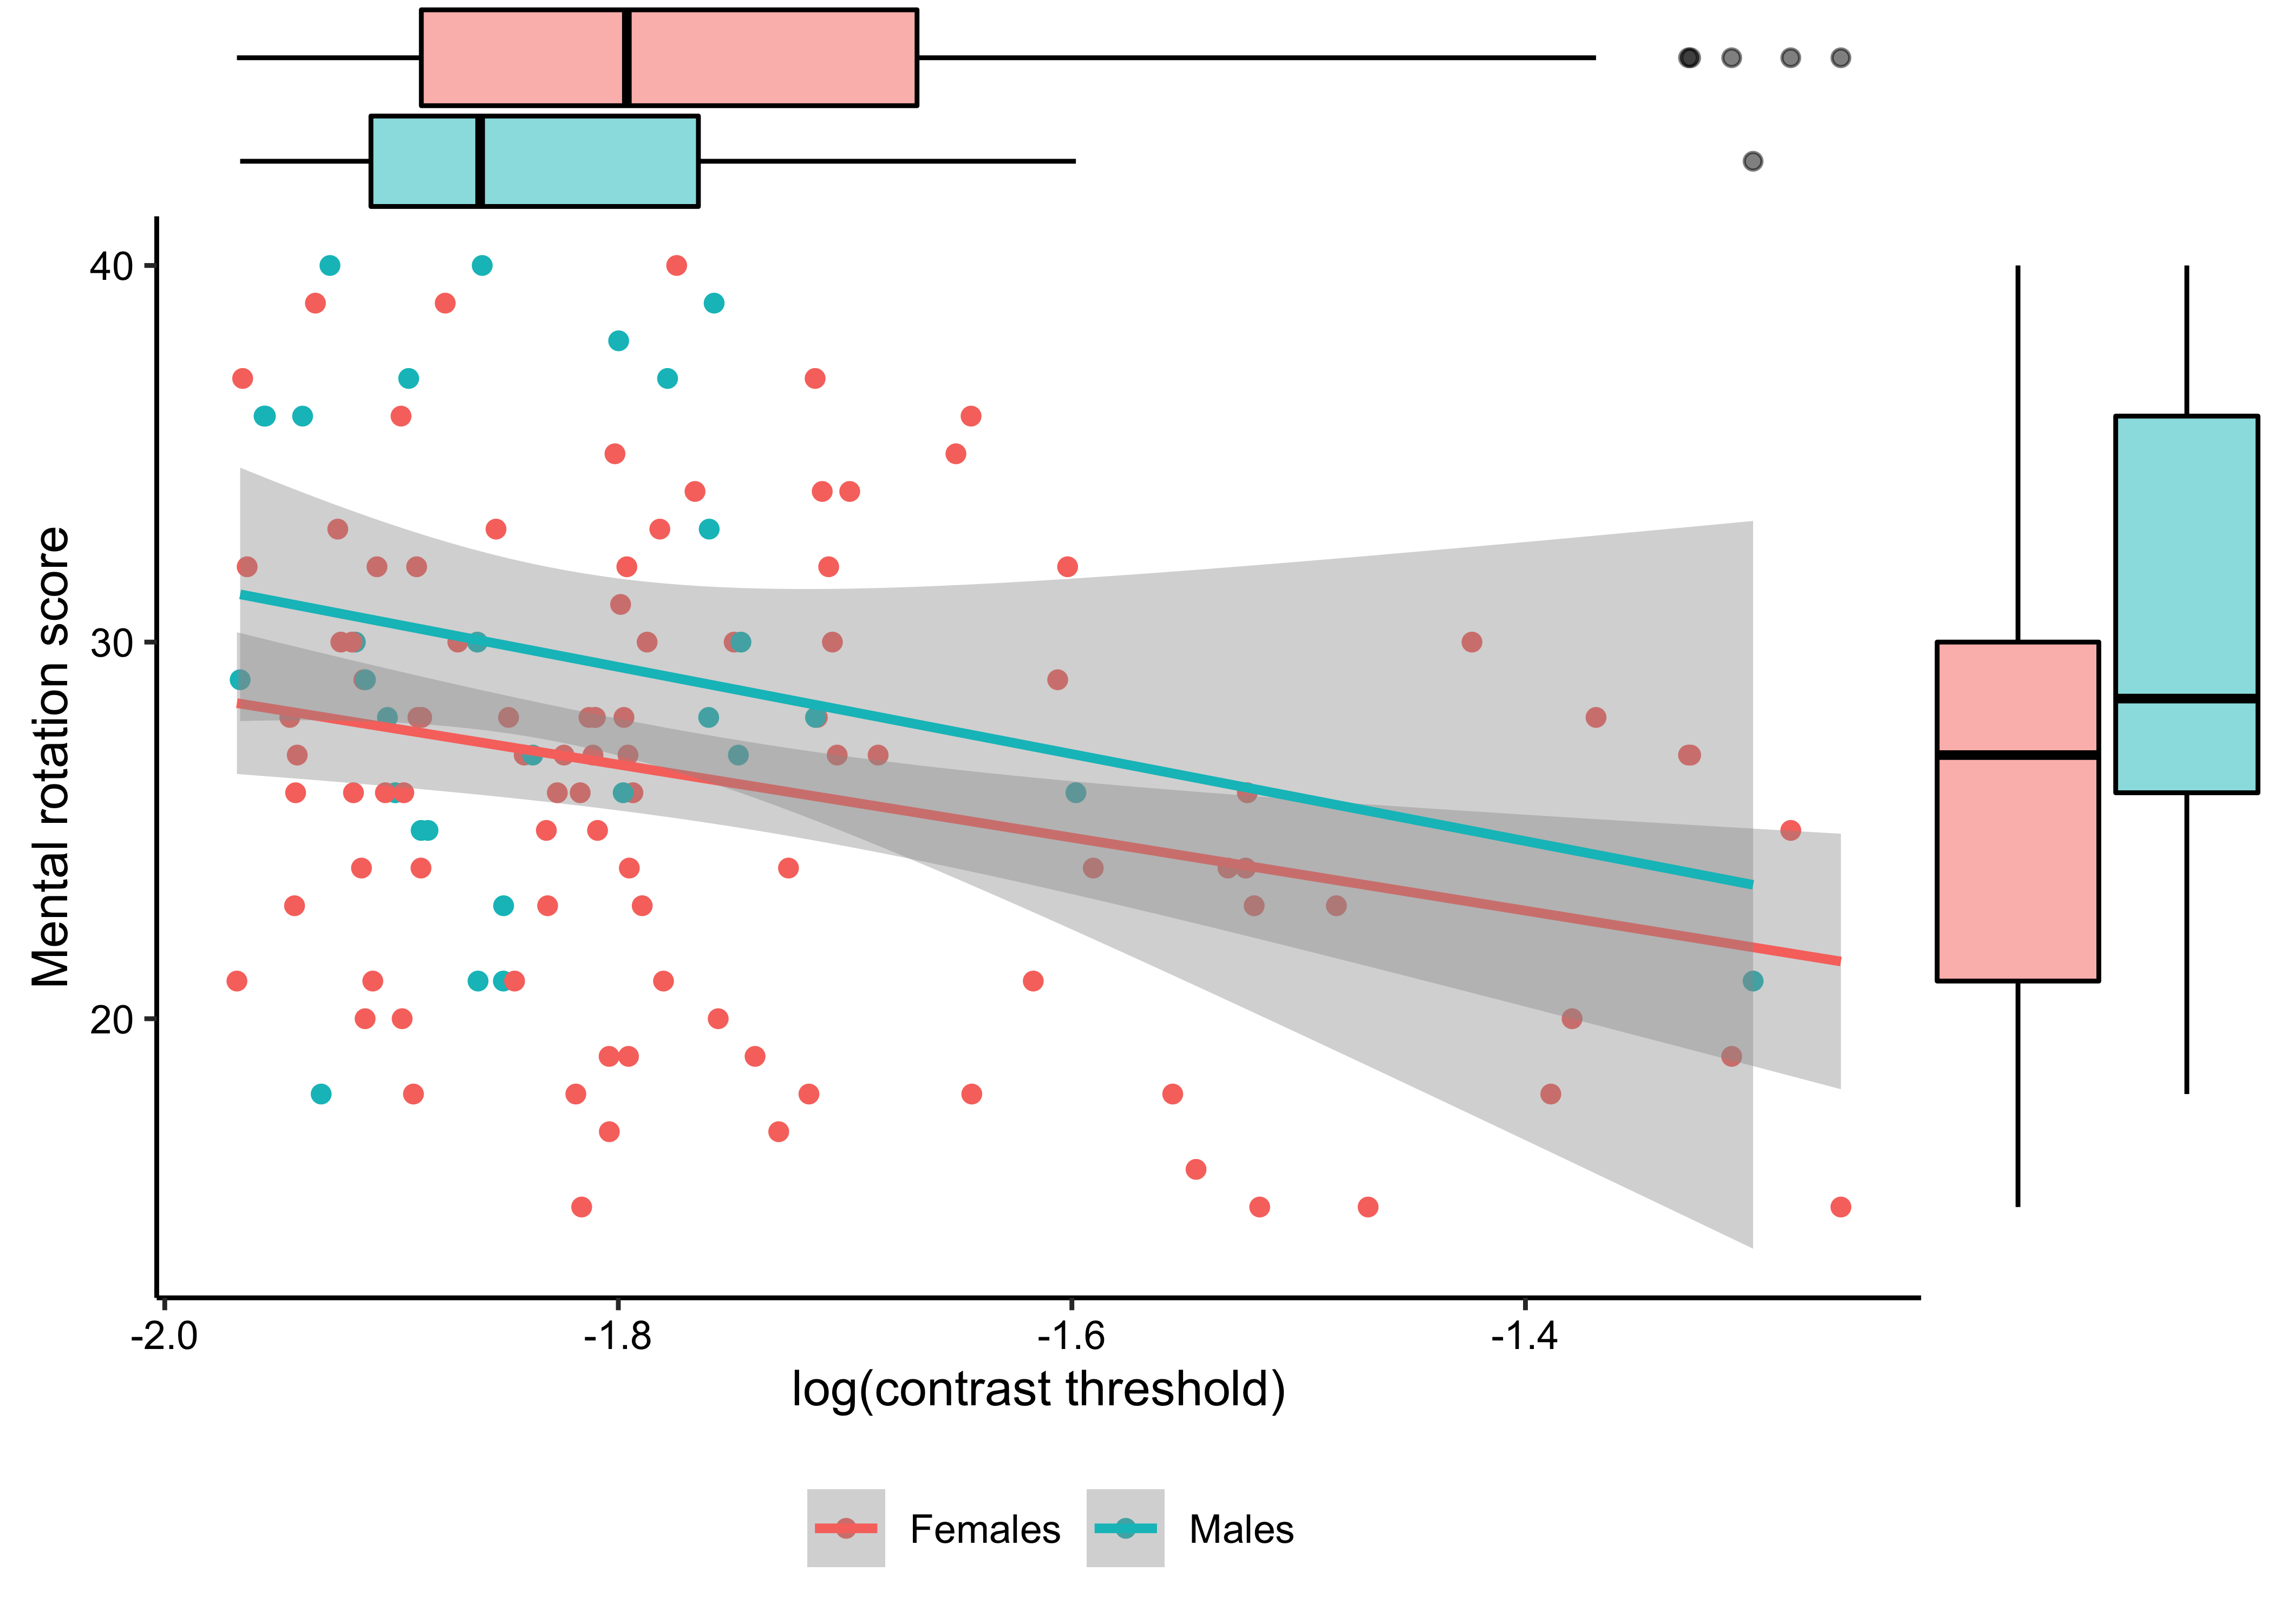 40
30
20
Mental rotation score
-2.0 -1.8 -1.6 -1.4
log(contrast threshold)
Females Males